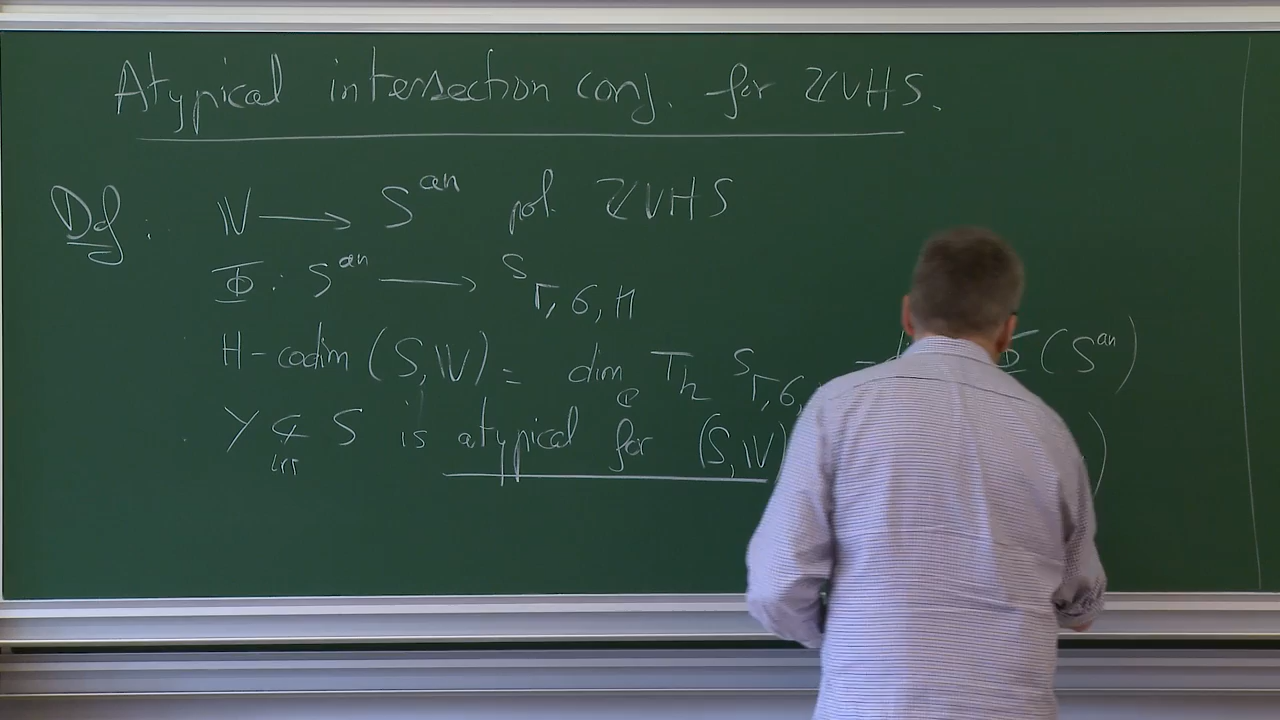 Atypical intersection conj. for ZVHS.
Def: 𝕍 ⟶ S^an pol. ZVHS
Φ: S^an ⟶ S_Γ,G,H
H-codim (S,𝕍) = dim_ℂ T_h S_Γ,G, - Φ(S^an)
Y ⊊_irr S is atypical for (S,𝕍) )